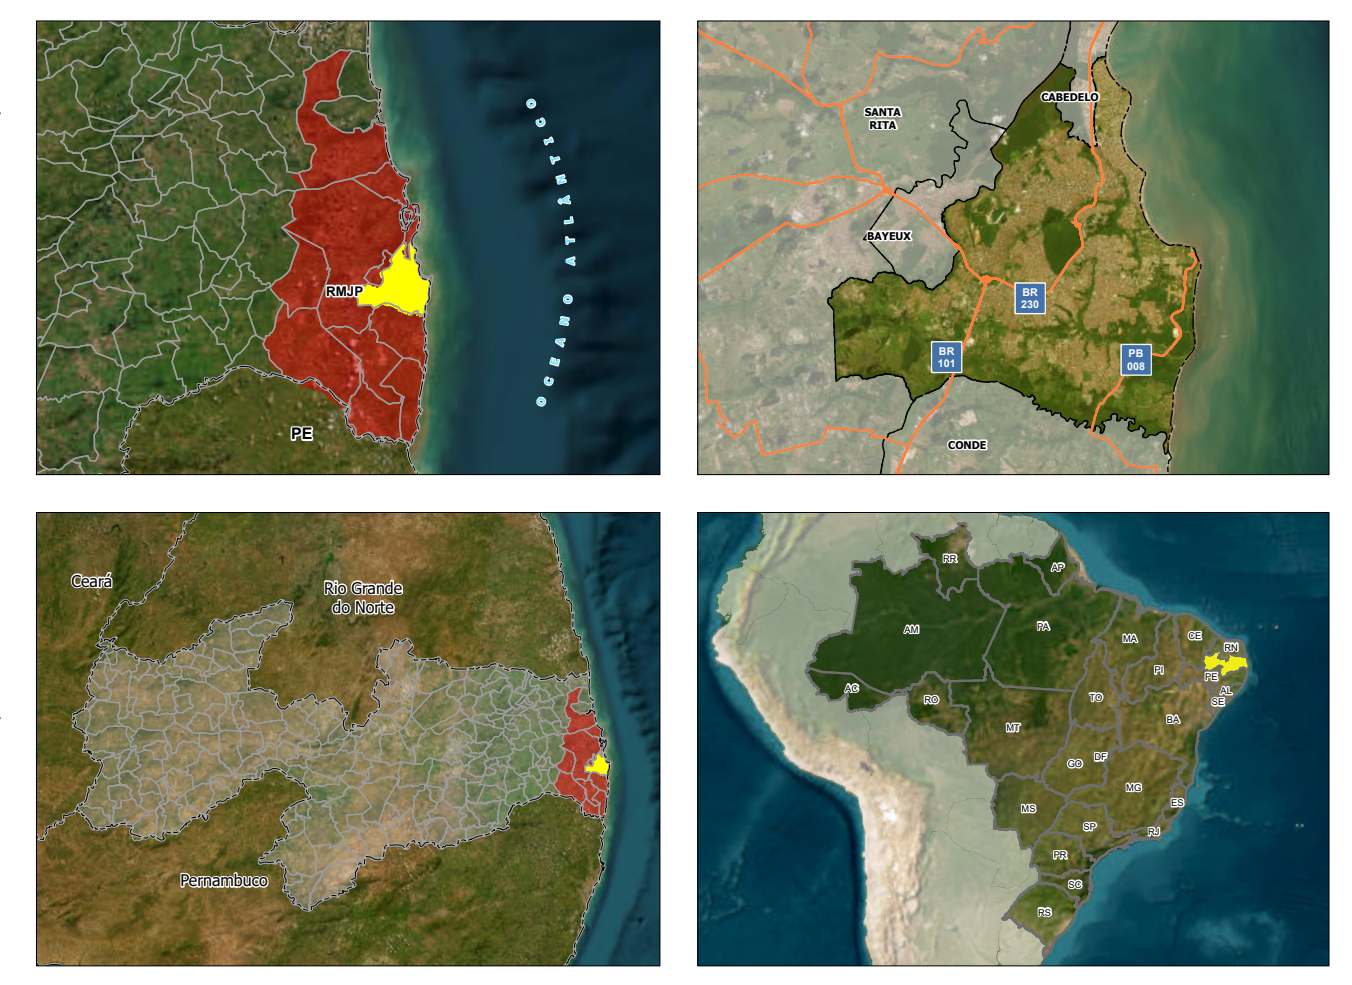 OCEANO ATLÂNTICO
RMJP
PE
SANTA
RITA
CABEDELO
BAYEUX
BR
230
BR
101
PB
008
CONDE
Ceará
Rio Grande
do Norte
Pernambuco
RR
AP
AM
PA
MA
CE
RN
PI
PE
AL
SE
AC
RO
TO
BA
MT
GO
DF
MG
MS
ES
SP
RJ
PR
SC
RS